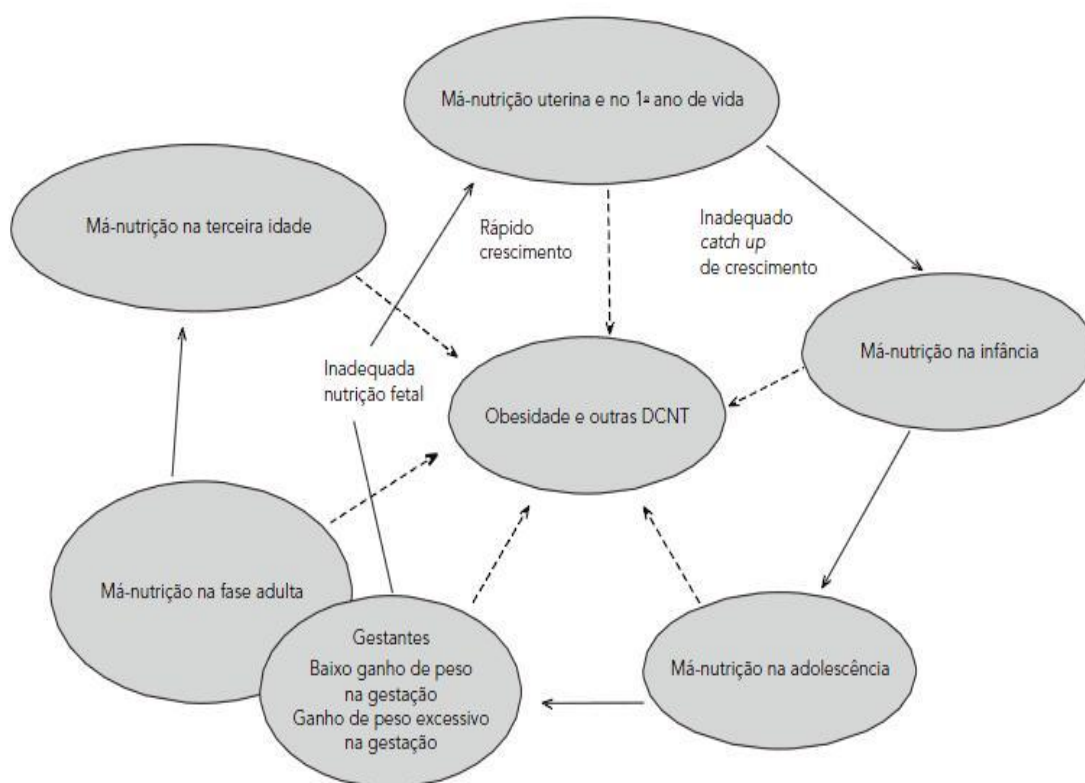 Má-nutrição uterina e no 1º ano de vida
Má-nutrição na terceira idade
Rápido
crescimento
Inadequado
catch up
de crescimento
Má-nutrição na infância
Inadequada
nutrição fetal
Obesidade e outras DCNT
Má-nutrição na fase adulta
Gestantes
Baixo ganho de peso
na gestação
Ganho de peso excessivo
na gestação
Má-nutrição na adolescência